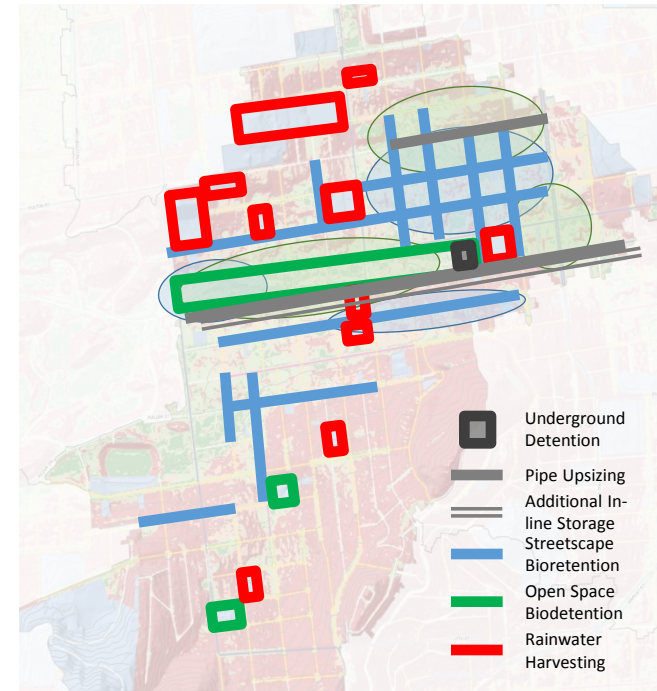 Underground
Detention
Pipe Upsizing
Additional In-
line Storage
Streetscape
Bioretention
Open Space
Biodetention
Rainwater
Harvesting